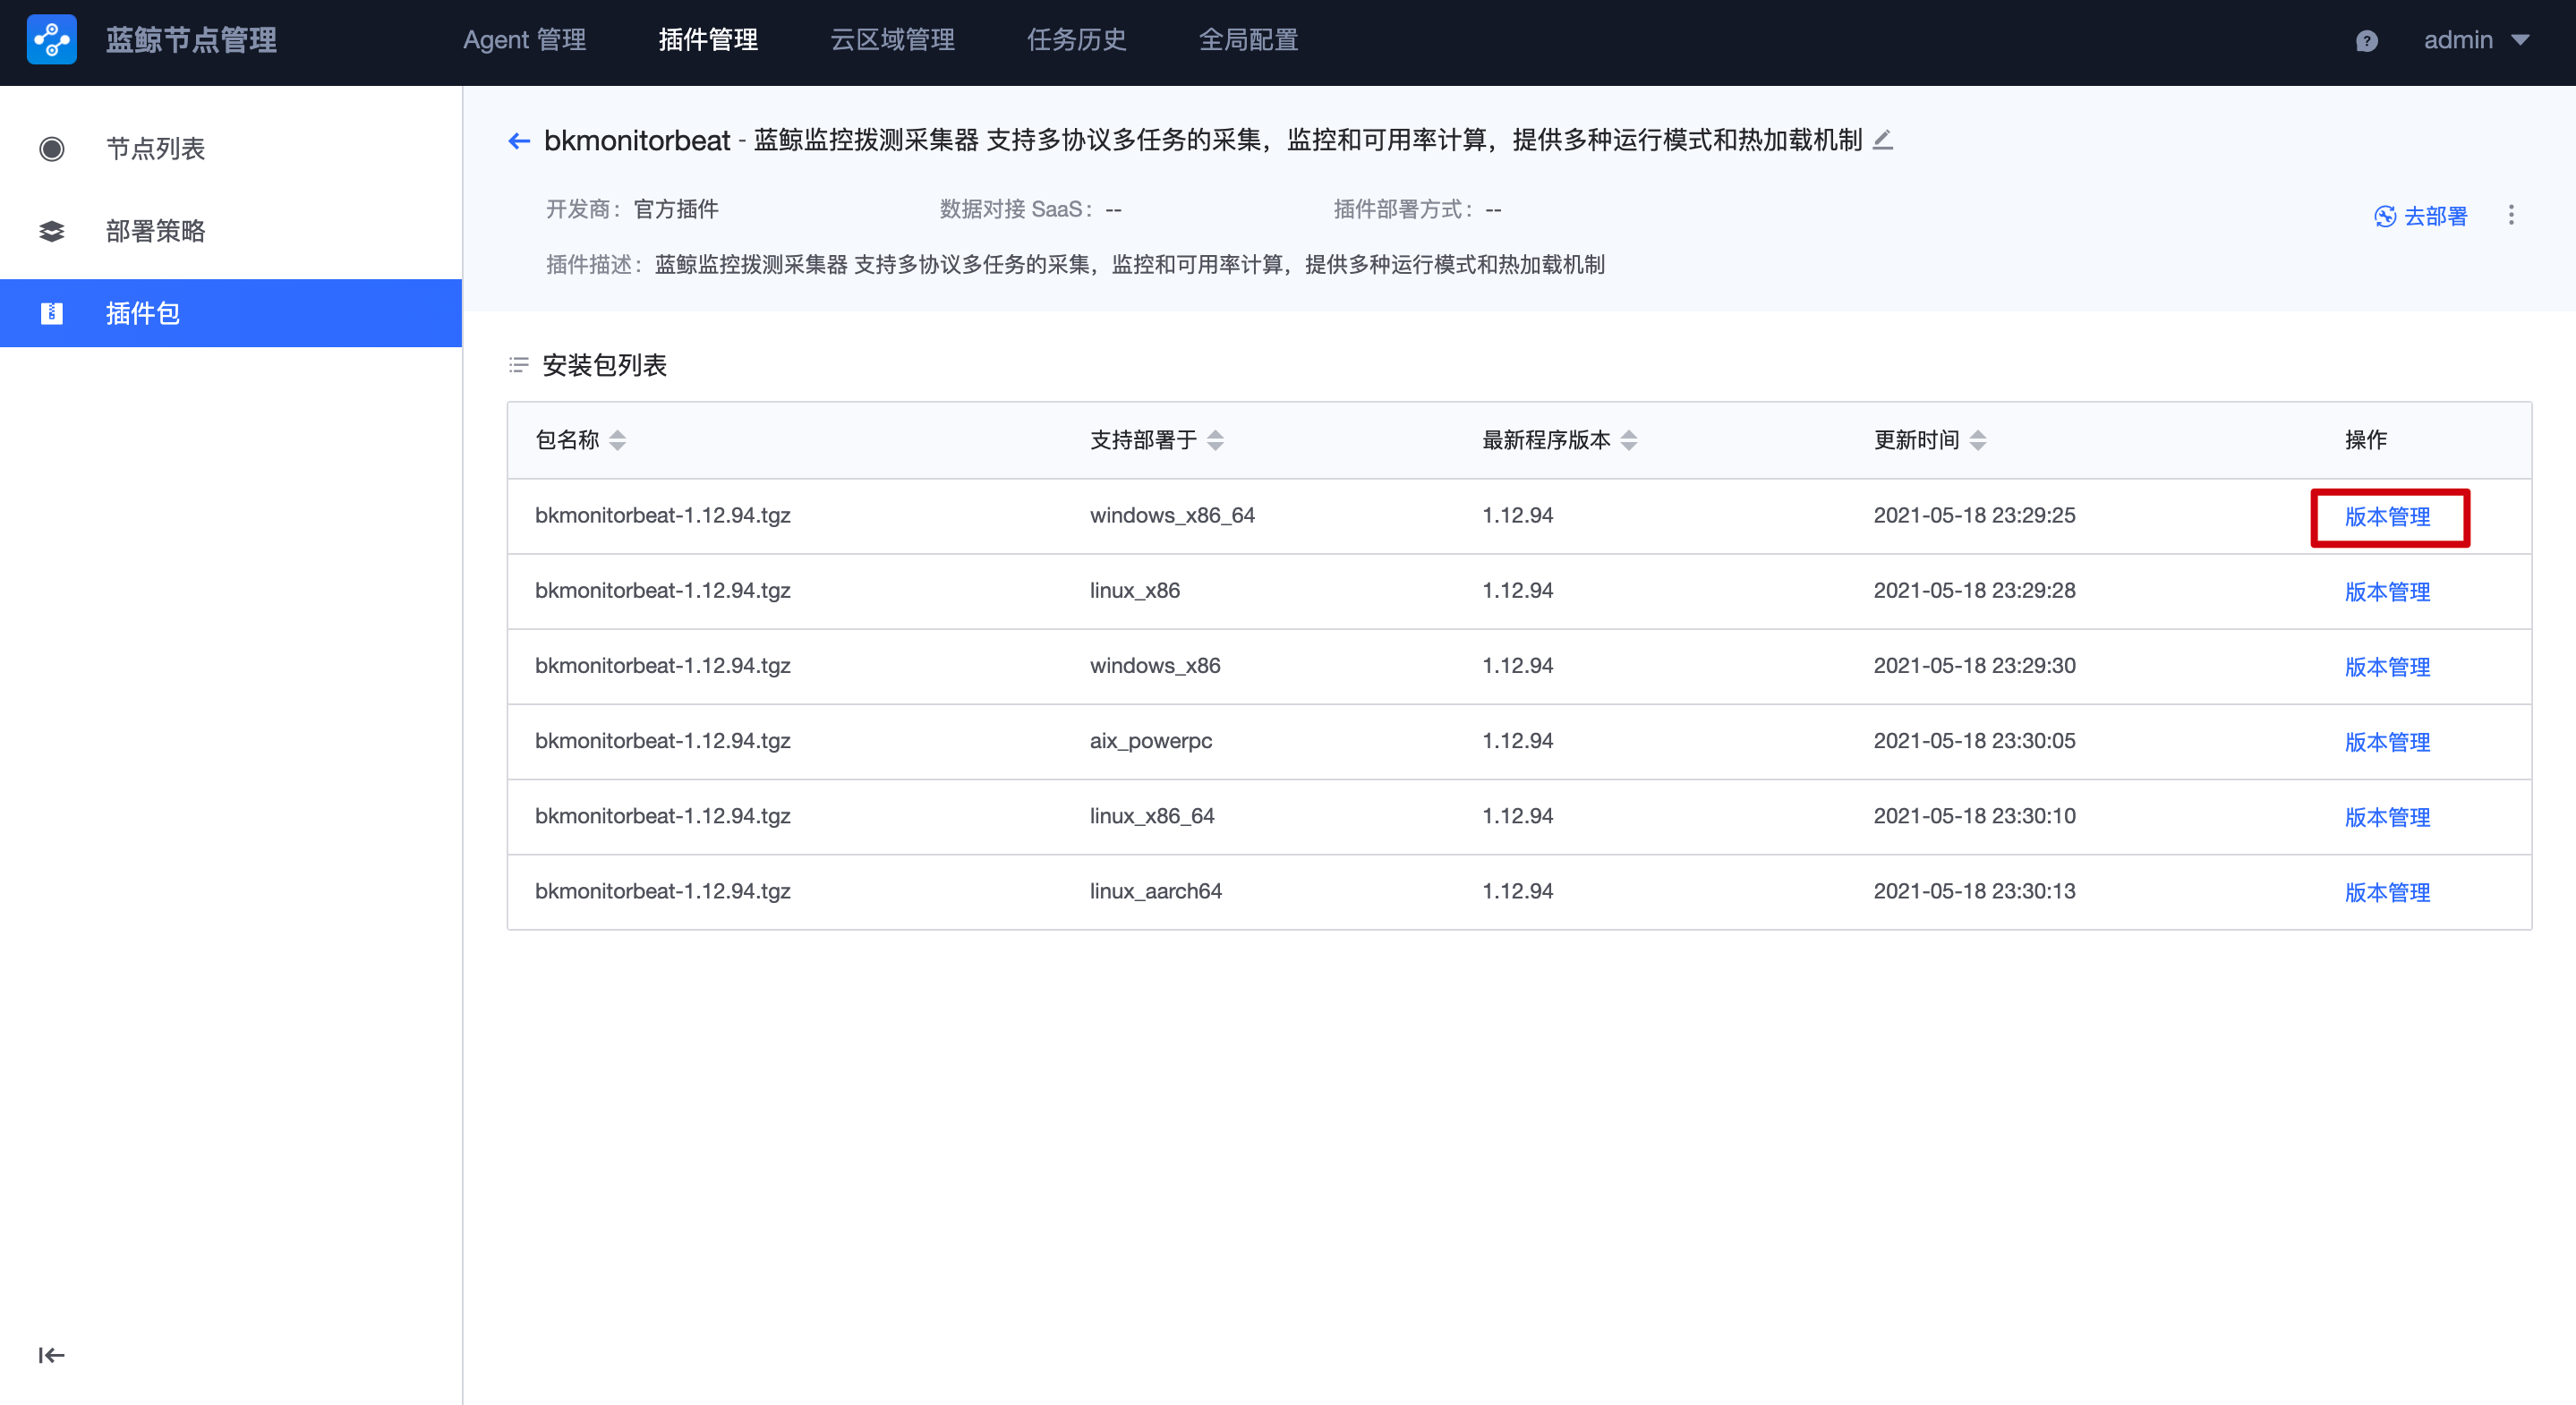 蓝鲸节点管理 Agent 管理 插件管理 云区域管理 任务历史 全局配置 ? admin
节点列表
部署策略
插件包
bkmonitorbeat - 蓝鲸监控拨测采集器 支持多协议多任务的采集，监控和可用率计算，提供多种运行模式和热加载机制
开发商： 官方插件 数据对接 SaaS： -- 插件部署方式： --
去部署
插件描述： 蓝鲸监控拨测采集器 支持多协议多任务的采集，监控和可用率计算，提供多种运行模式和热加载机制
安装包列表
包名称 支持部署于 最新程序版本 更新时间 操作
bkmonitorbeat-1.12.94.tgz windows_x86_64 1.12.94 2021-05-18 23:29:25 版本管理
bkmonitorbeat-1.12.94.tgz linux_x86 1.12.94 2021-05-18 23:29:28 版本管理
bkmonitorbeat-1.12.94.tgz windows_x86 1.12.94 2021-05-18 23:29:30 版本管理
bkmonitorbeat-1.12.94.tgz aix_powerpc 1.12.94 2021-05-18 23:30:05 版本管理
bkmonitorbeat-1.12.94.tgz linux_x86_64 1.12.94 2021-05-18 23:30:10 版本管理
bkmonitorbeat-1.12.94.tgz linux_aarch64 1.12.94 2021-05-18 23:30:13 版本管理